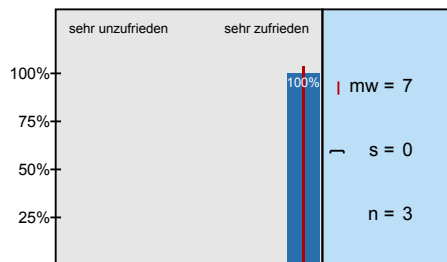 sehr unzufrieden sehr zufrieden
100%
100%
mw = 7
75%
s = 0
50%
n = 3
25%